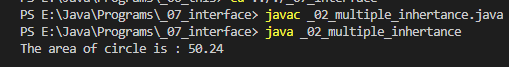 PS E:\Java\Programs\_07_interface> javac _02_multiple_inhertance.java
PS E:\Java\Programs\_07_interface> java _02_multiple_inhertance
The area of circle is : 50.24